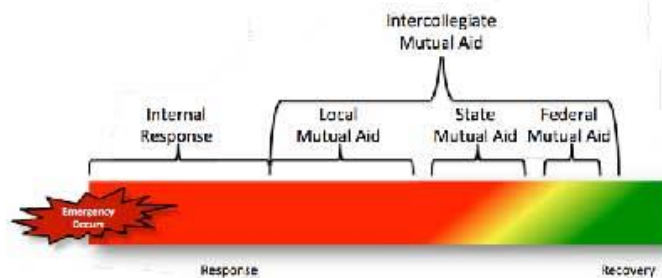 Intercollegiate
Mutual Aid
Internal
Response
Local
Mutual Aid
State
Mutual Aid
Federal
Mutual Aid
Emergency
Occurs
Response
Recovery